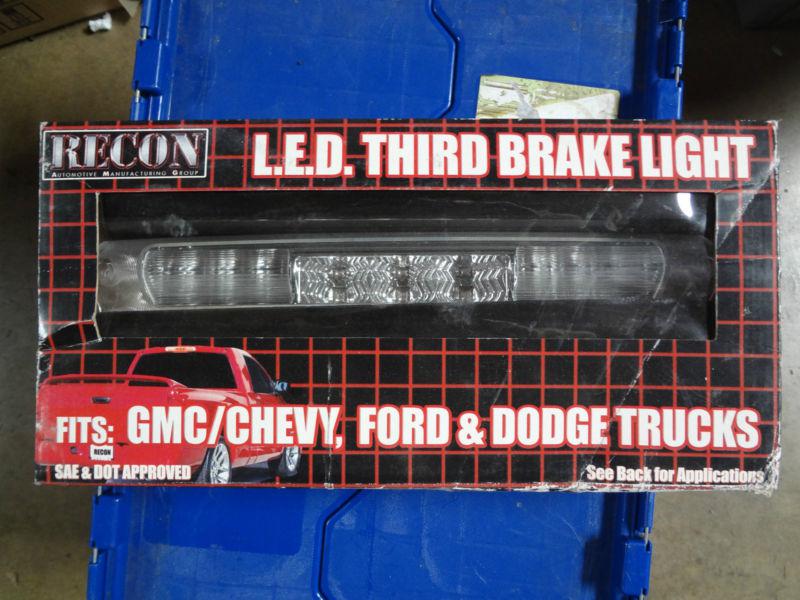 RECON
AUTOMOTIVE MANUFACTURING GROUP
L.E.D. THIRD BRAKE LIGHT
FITS: GMC/CHEVY, FORD & DODGE TRUCKS
RECON
SAE & DOT APPROVED
See Back for Applications